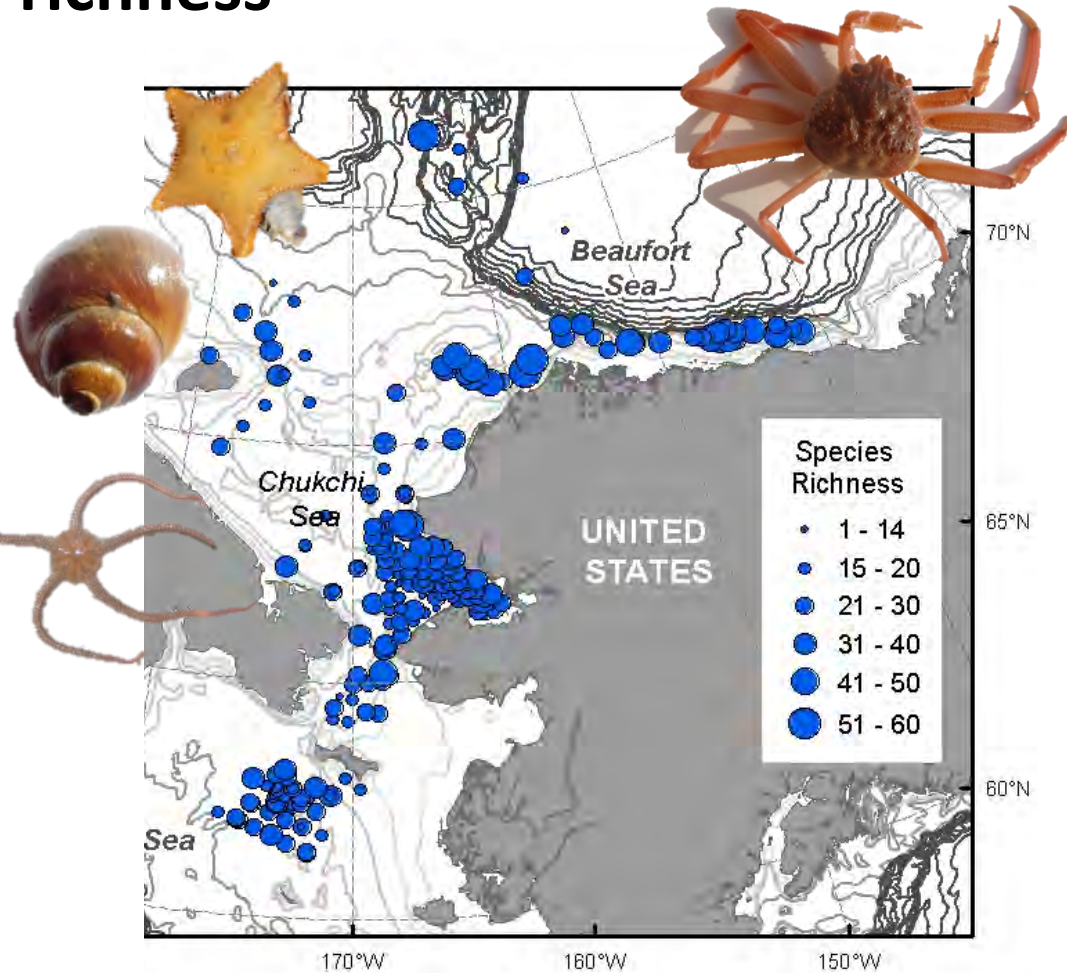 richness
Beaufort
Sea
70°N
Chukchi
Sea
65°N
UNITED
STATES
Species
Richness
1 - 14
15 - 20
21 - 30
31 - 40
41 - 50
51 - 60
60°N
Sea
170°W
160°W
150°W